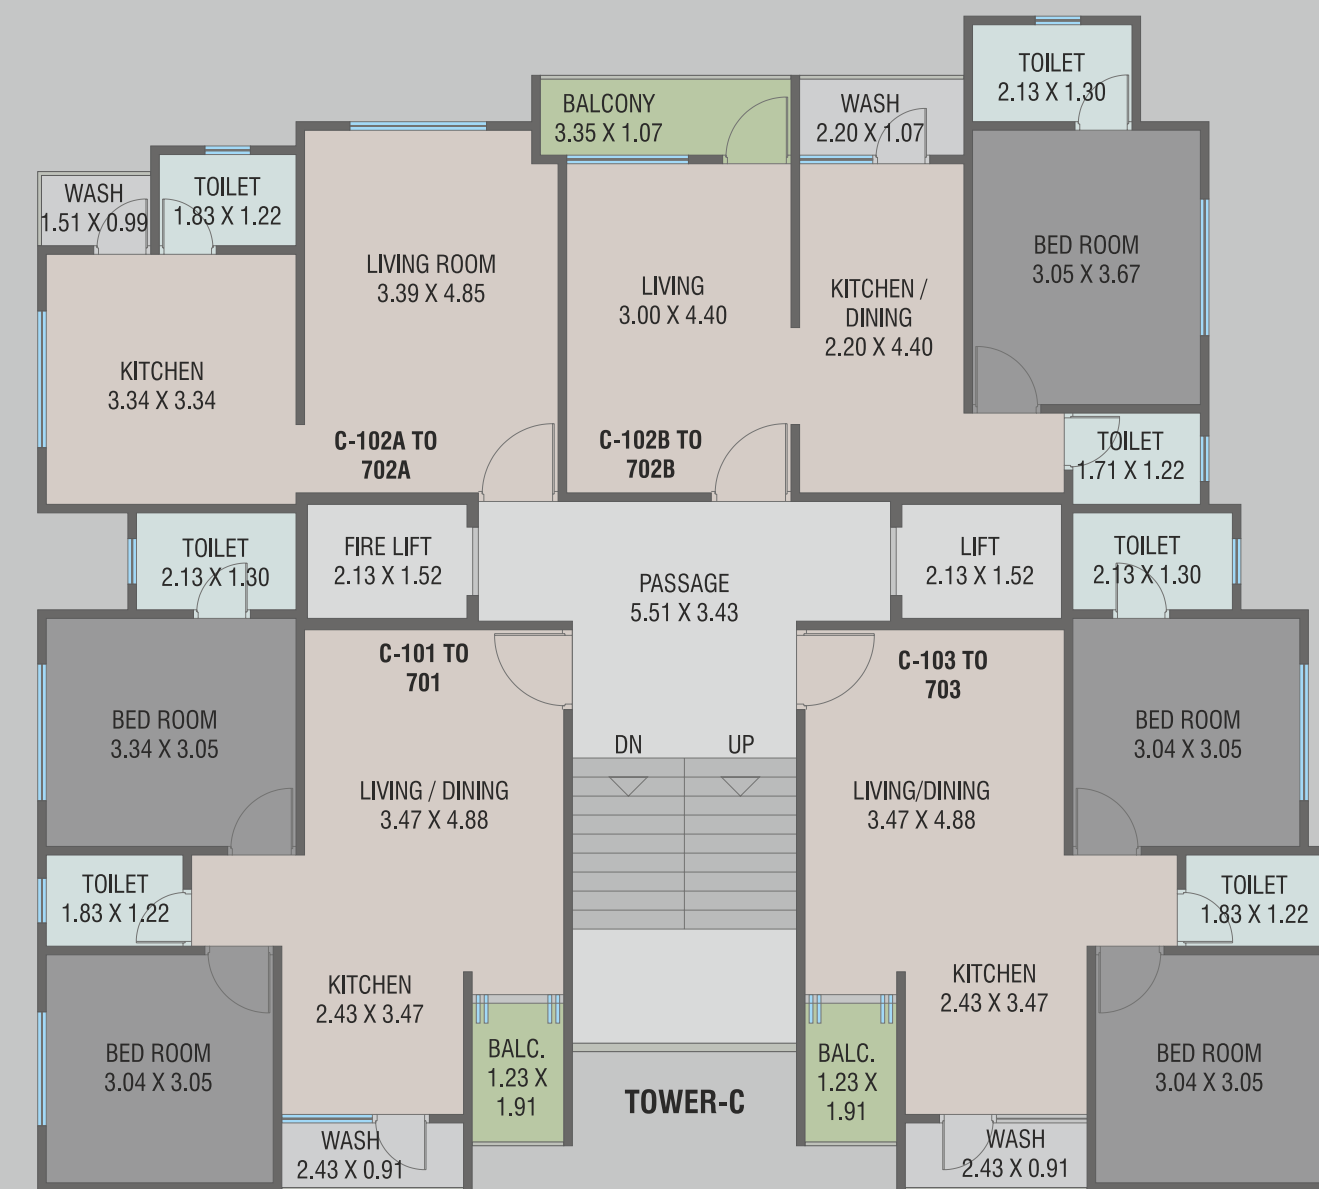 TOILET
2.13 X 1.30
BALCONY
3.35 X 1.07
WASH
2.20 X 1.07
WASH
1.51 X 0.99
TOILET
1.83 X 1.22
LIVING ROOM
3.39 X 4.85
LIVING
3.00 X 4.40
KITCHEN /
DINING
2.20 X 4.40
BED ROOM
3.05 X 3.67
KITCHEN
3.34 X 3.34
C-102A TO
702A
C-102B TO
702B
TOILET
1.71 X 1.22
TOILET
2.13 X 1.30
FIRE LIFT
2.13 X 1.52
PASSAGE
5.51 X 3.43
LIFT
2.13 X 1.52
TOILET
2.13 X 1.30
C-101 TO
701
C-103 TO
703
BED ROOM
3.34 X 3.05
DN
UP
BED ROOM
3.04 X 3.05
LIVING / DINING
3.47 X 4.88
LIVING/DINING
3.47 X 4.88
TOILET
1.83 X 1.22
TOILET
1.83 X 1.22
KITCHEN
2.43 X 3.47
KITCHEN
2.43 X 3.47
BED ROOM
3.04 X 3.05
BALC.
1.23 X
1.91
TOWER-C
BALC.
1.23 X
1.91
BED ROOM
3.04 X 3.05
WASH
2.43 X 0.91
WASH
2.43 X 0.91